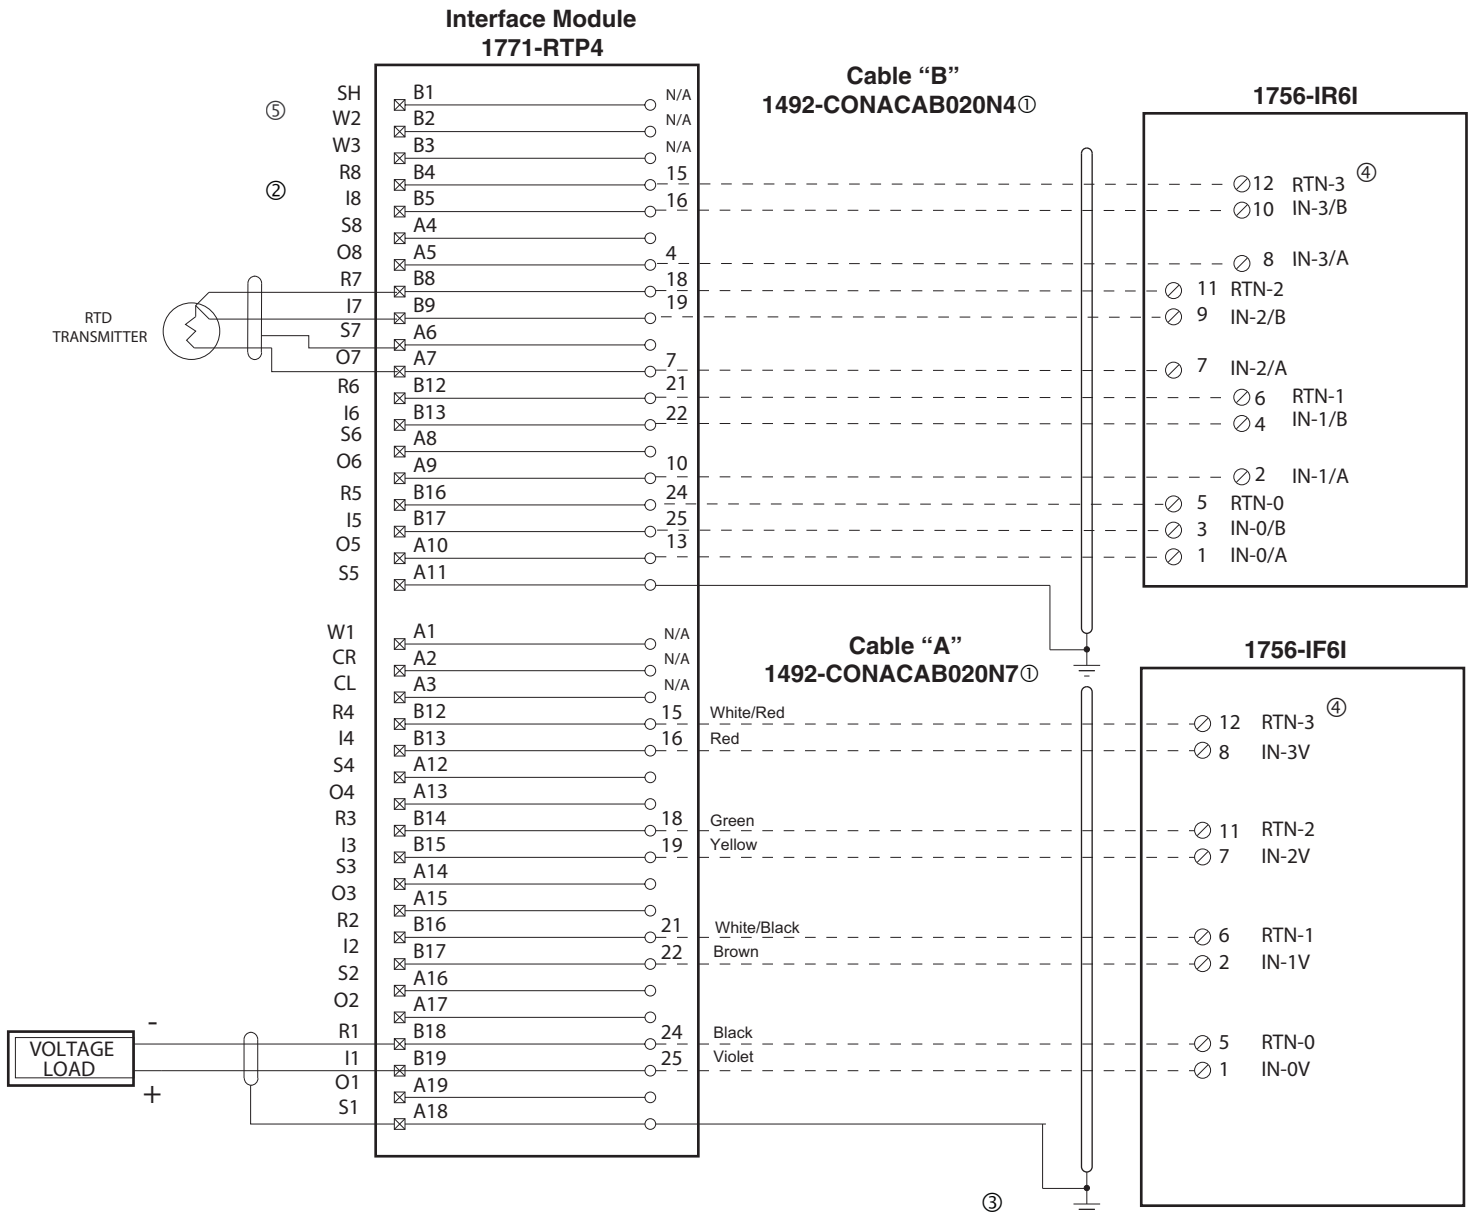 Interface Module
1771-RTP4
Cable “B”
1492-CONACAB020N4①
1756-IR6I
⑤
②
SH B1 N/A
W2 B2 N/A
W3 B3 N/A
R8 B4 15 12 RTN-3 ④
I8 B5 16 10 IN-3/B
S8 A4
O8 A5 4 8 IN-3/A
R7 B8 18 11 RTN-2
I7 B9 19 9 IN-2/B
RTD
TRANSMITTER
S7 A6
O7 A7 7 7 IN-2/A
R6 B12 21 6 RTN-1
I6 B13 22 4 IN-1/B
S6 A8
O6 A9 10 2 IN-1/A
R5 B16 24 5 RTN-0
I5 B17 25 3 IN-0/B
O5 A10 13 1 IN-0/A
S5 A11
Cable “A”
1492-CONACAB020N7①
1756-IF6I
W1 A1 N/A
CR A2 N/A
CL A3 N/A
R4 B12 15 White/Red 12 RTN-3 ④
I4 B13 16 Red 8 IN-3V
S4 A12
O4 A13
R3 B14 18 Green 11 RTN-2
I3 B15 19 Yellow 7 IN-2V
S3 A14
O3 A15
R2 B16 21 White/Black 6 RTN-1
I2 B17 22 Brown 2 IN-1V
S2 A16
O2 A17
- R1 B18 24 Black 5 RTN-0
VOLTAGE
LOAD
+ I1 B19 25 Violet 1 IN-0V
O1 A19
S1 A18
③